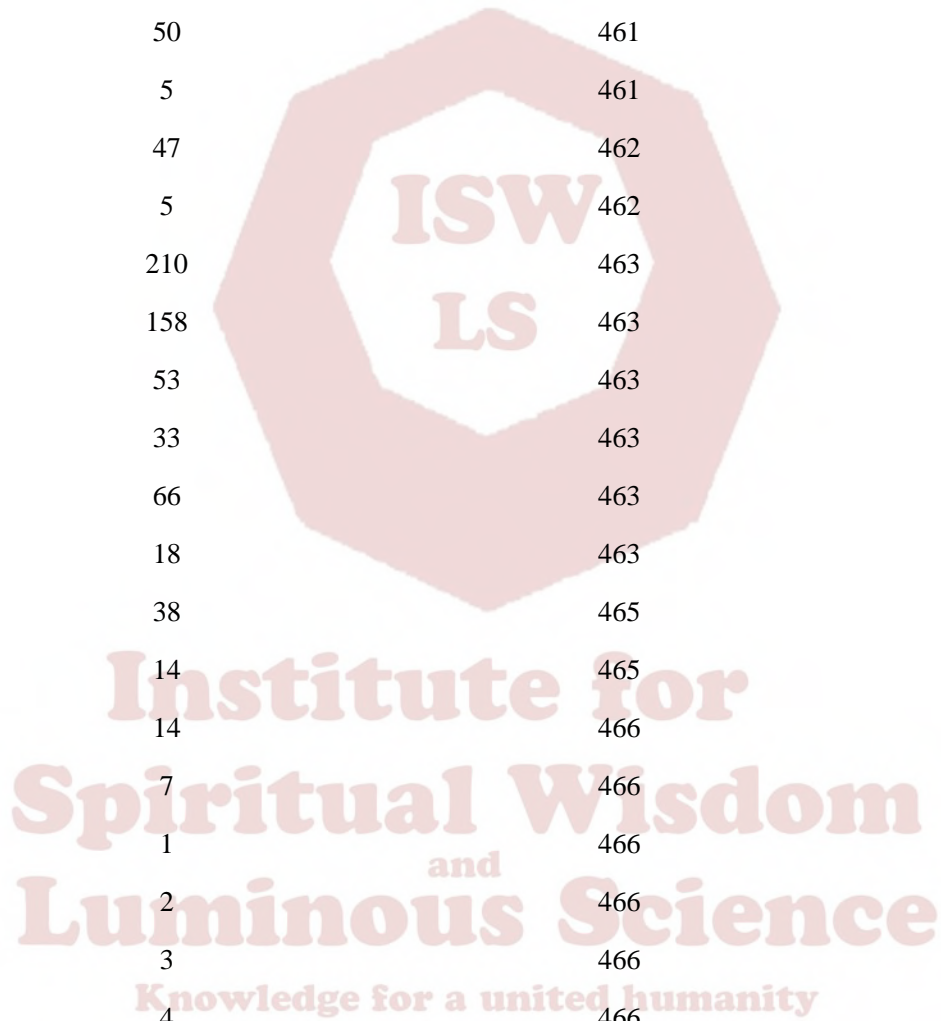 50 461
5 461
47 462
ISW
5 462
210 463
LS
158 463
53 463
33 463
66 463
18 463
38 465
Institute for
14 465
14 466
Spiritual Wisdom
7 466
1 466
and
Luminous Science
2 466
3 466
Knowledge for a united humanity
4 466